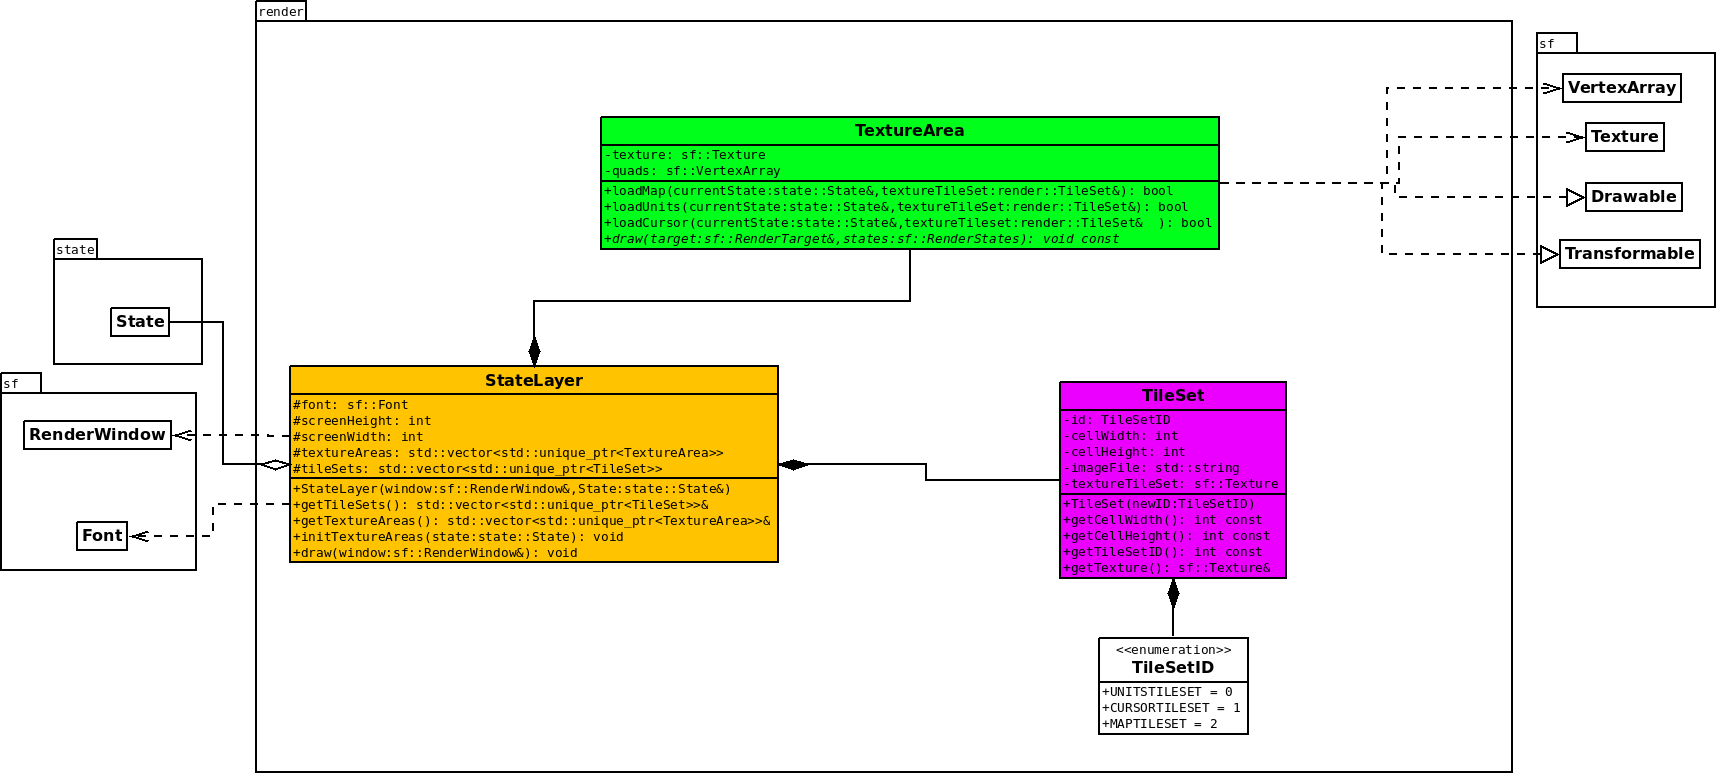 render
sf
VertexArray
Texture
Drawable
Transformable
TextureArea
-texture: sf::Texture
-quads: sf::VertexArray
+loadMap(currentState:state::State&,textureTileSet:render::TileSet&): bool
+loadUnits(currentState:state::State&,textureTileSet:render::TileSet&): bool
+loadCursor(currentState:state::State&,textureTileset:render::TileSet&  ): bool
+draw(target:sf::RenderTarget&,states:sf::RenderStates): void const
state
State
sf
RenderWindow
Font
StateLayer
#font: sf::Font
#screenHeight: int
#screenWidth: int
#textureAreas: std::vector<std::unique_ptr<TextureArea>>
#tileSets: std::vector<std::unique_ptr<TileSet>>
+StateLayer(window:sf::RenderWindow&,State:state::State&)
+getTileSets(): std::vector<std::unique_ptr<TileSet>>&
+getTextureAreas(): std::vector<std::unique_ptr<TextureArea>>&
+initTextureAreas(state:state::State): void
+draw(window:sf::RenderWindow&): void
TileSet
-id: TileSetID
-cellWidth: int
-cellHeight: int
-imageFile: std::string
-textureTileSet: sf::Texture
+TileSet(newID:TileSetID)
+getCellWidth(): int const
+getCellHeight(): int const
+getTileSetID(): int const
+getTexture(): sf::Texture&
<<enumeration>>
TileSetID
+UNITSTILESET = 0
+CURSORTILESET = 1
+MAPTILESET = 2